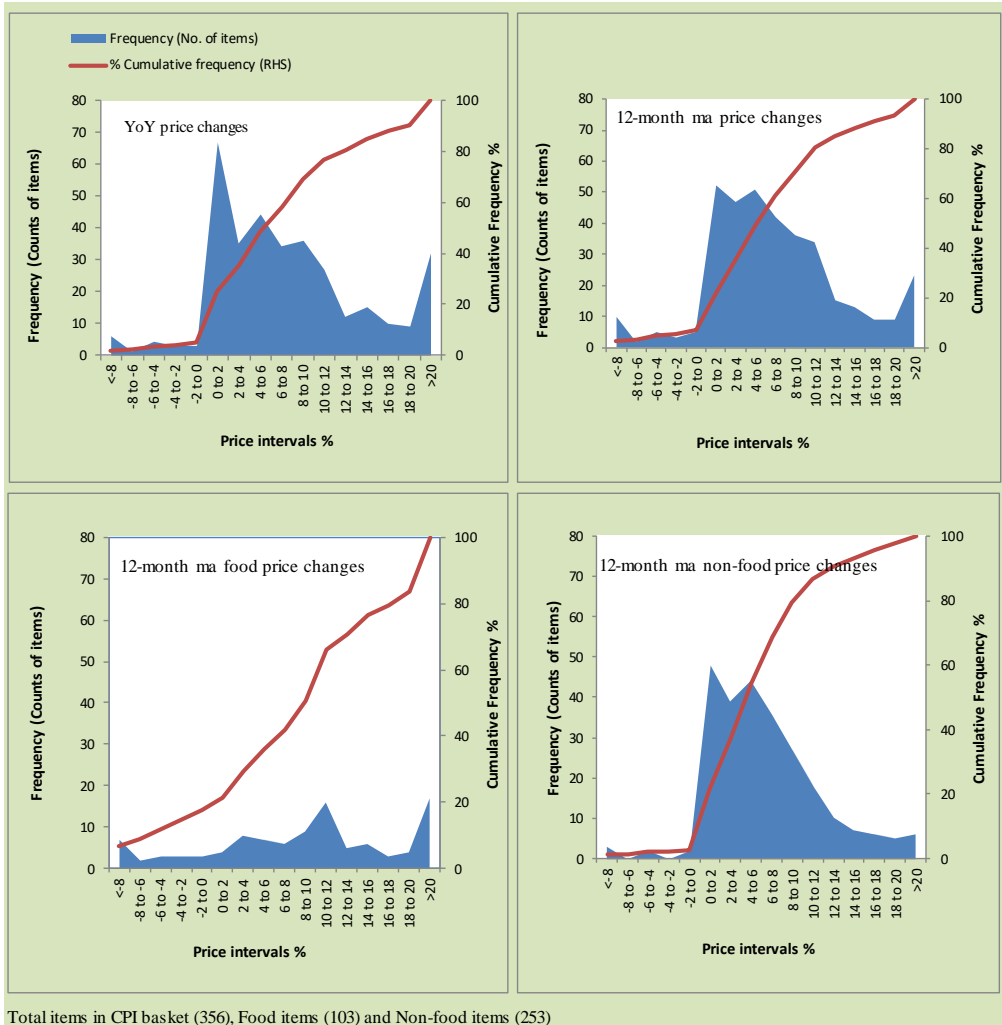 Frequency (No. of items)
% Cumulative frequency (RHS)
YoY price changes
Frequency (Counts of items)
80
70
60
50
40
30
20
10
0
100
80
60
40
20
0
Cumulative Frequency %
<-8
-8 to -6
-6 to -4
-4 to -2
-2 to 0
0 to 2
2 to 4
4 to 6
6 to 8
8 to 10
10 to 12
12 to 14
14 to 16
16 to 18
18 to 20
>20
Price intervals %
12-month ma price changes
Frequency (Counts of items)
80
70
60
50
40
30
20
10
0
100
80
60
40
20
0
Cumulative Frequency %
<-8
-8 to -6
-6 to -4
-4 to -2
-2 to 0
0 to 2
2 to 4
4 to 6
6 to 8
8 to 10
10 to 12
12 to 14
14 to 16
16 to 18
18 to 20
>20
Price intervals %
12-month ma food price changes
Frequency (Counts of items)
80
70
60
50
40
30
20
10
0
100
80
60
40
20
0
Cumulative Frequency %
<-8
-8 to -6
-6 to -4
-4 to -2
-2 to 0
0 to 2
2 to 4
4 to 6
6 to 8
8 to 10
10 to 12
12 to 14
14 to 16
16 to 18
18 to 20
>20
Price intervals %
12-month ma non-food price changes
Frequency (Counts of items)
80
70
60
50
40
30
20
10
0
100
80
60
40
20
0
Cumulative Frequency %
<-8
-8 to -6
-6 to -4
-4 to -2
-2 to 0
0 to 2
2 to 4
4 to 6
6 to 8
8 to 10
10 to 12
12 to 14
14 to 16
16 to 18
18 to 20
>20
Price intervals %
Total items in CPI basket (356), Food items (103) and Non-food items (253)